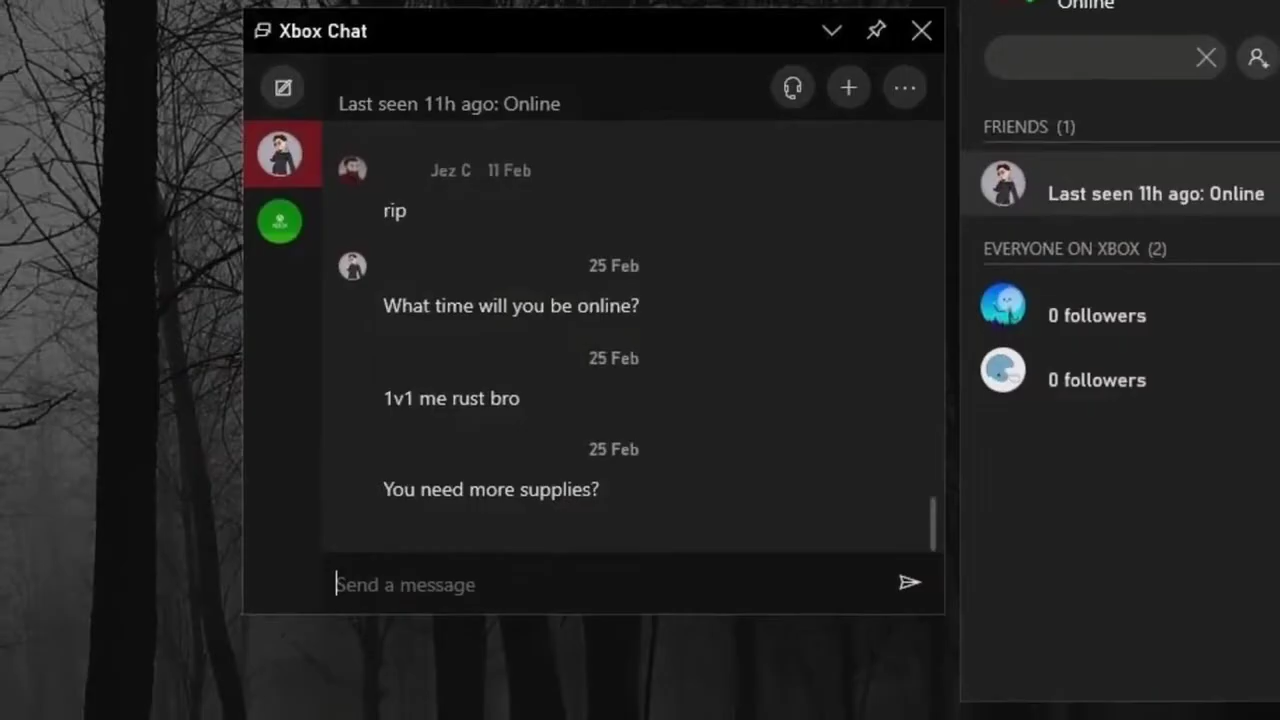 Xbox Chat
Last seen 11h ago: Online
Jez C 11 Feb
rip
25 Feb
What time will you be online?
25 Feb
1v1 me rust bro
25 Feb
You need more supplies?
Send a message
Online
FRIENDS (1)
Last seen 11h ago: Online
EVERYONE ON XBOX (2)
0 followers
0 followers